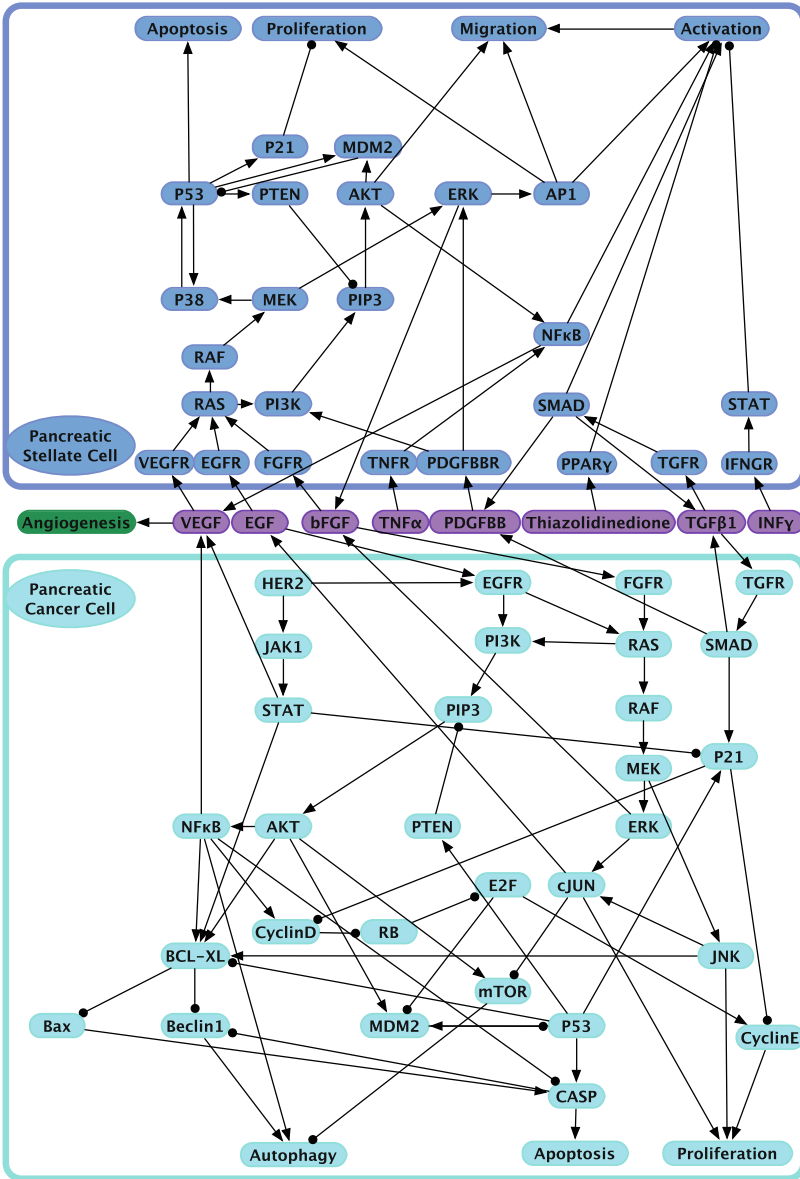 Apoptosis Proliferation Migration Activation
P21 MDM2
P53 PTEN AKT ERK AP1
P38 MEK PIP3
NFκB
RAF
RAS PI3K SMAD STAT
Pancreatic
Stellate Cell
VEGFR EGFR FGFR TNFR PDGFBBR PPARγ TGFR IFNGR
Angiogenesis VEGF EGF bFGF TNFα PDGFBB Thiazolidinedione TGFβ1 INFγ
Pancreatic
Cancer Cell
HER2 EGFR FGFR TGFR
JAK1 PI3K RAS SMAD
STAT PIP3 RAF
P21
MEK
NFκB AKT PTEN ERK
E2F cJUN
CyclinD RB
BCL-XL JNK
mTOR
Bax Beclin1 MDM2 P53
CyclinE
CASP
Autophagy Apoptosis Proliferation